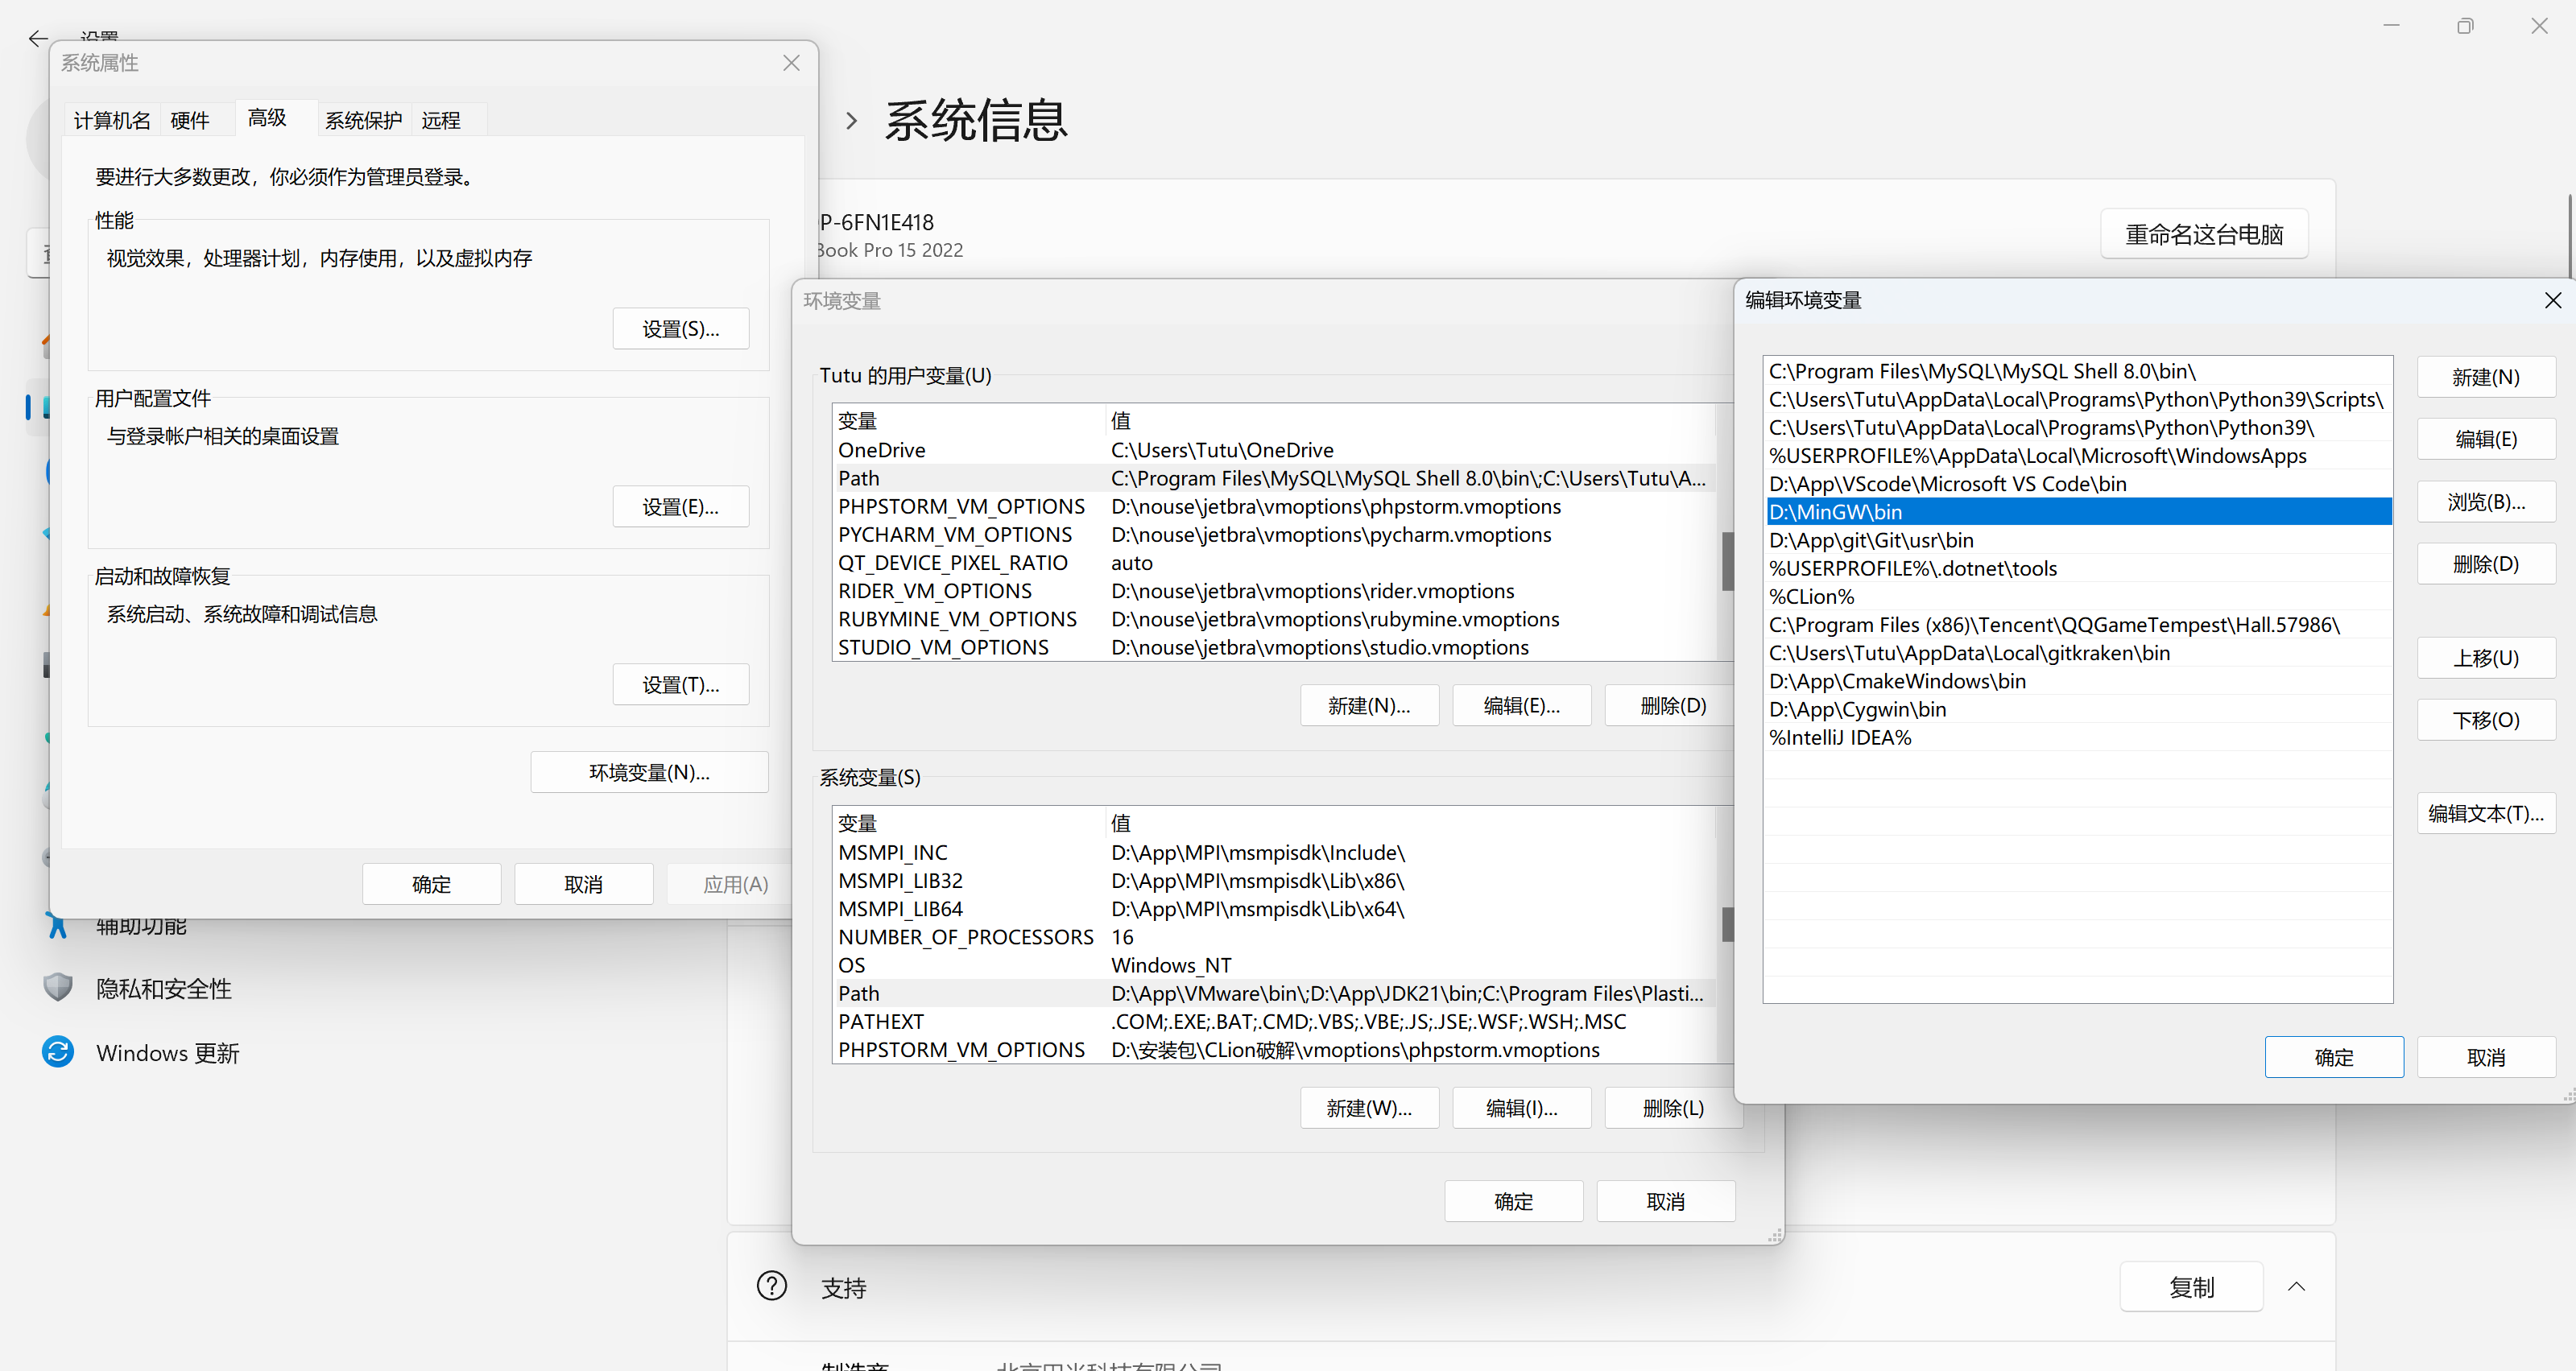 设置
系统属性
计算机名
硬件
高级
系统保护
远程
要进行大多数更改，你必须作为管理员登录。
性能
视觉效果，处理器计划，内存使用，以及虚拟内存
设置(S)...
用户配置文件
与登录帐户相关的桌面设置
设置(E)...
启动和故障恢复
系统启动、系统故障和调试信息
设置(T)...
环境变量(N)...
确定
取消
应用(A)
辅助功能
隐私和安全性
Windows 更新
系统信息
P-6FN1E418
Book Pro 15 2022
重命名这台电脑
环境变量
Tutu 的用户变量(U)
变量 值
OneDrive C:\Users\Tutu\OneDrive
Path C:\Program Files\MySQL\MySQL Shell 8.0\bin\;C:\Users\Tutu\A...
PHPSTORM_VM_OPTIONS D:\nouse\jetbra\vmoptions\phpstorm.vmoptions
PYCHARM_VM_OPTIONS D:\nouse\jetbra\vmoptions\pycharm.vmoptions
QT_DEVICE_PIXEL_RATIO auto
RIDER_VM_OPTIONS D:\nouse\jetbra\vmoptions\rider.vmoptions
RUBYMINE_VM_OPTIONS D:\nouse\jetbra\vmoptions\rubymine.vmoptions
STUDIO_VM_OPTIONS D:\nouse\jetbra\vmoptions\studio.vmoptions
新建(N)...
编辑(E)...
删除(D)
系统变量(S)
变量 值
MSMPI_INC D:\App\MPI\msmpisdk\Include\
MSMPI_LIB32 D:\App\MPI\msmpisdk\Lib\x86\
MSMPI_LIB64 D:\App\MPI\msmpisdk\Lib\x64\
NUMBER_OF_PROCESSORS 16
OS Windows_NT
Path D:\App\VMware\bin\;D:\App\JDK21\bin;C:\Program Files\Plasti...
PATHEXT .COM;.EXE;.BAT;.CMD;.VBS;.VBE;.JS;.JSE;.WSF;.WSH;.MSC
PHPSTORM_VM_OPTIONS D:\安装包\CLion破解\vmoptions\phpstorm.vmoptions
新建(W)...
编辑(I)...
删除(L)
确定
取消
编辑环境变量
C:\Program Files\MySQL\MySQL Shell 8.0\bin\
C:\Users\Tutu\AppData\Local\Programs\Python\Python39\Scripts\
C:\Users\Tutu\AppData\Local\Programs\Python\Python39\
%USERPROFILE%\AppData\Local\Microsoft\WindowsApps
D:\App\VScode\Microsoft VS Code\bin
D:\MinGW\bin
D:\App\git\Git\usr\bin
%USERPROFILE%\.dotnet\tools
%CLion%
C:\Program Files (x86)\Tencent\QQGameTempest\Hall.57986\
C:\Users\Tutu\AppData\Local\gitkraken\bin
D:\App\CmakeWindows\bin
D:\App\Cygwin\bin
%IntelliJ IDEA%
新建(N)
编辑(E)
浏览(B)...
删除(D)
上移(U)
下移(O)
编辑文本(T)...
确定
取消
支持
复制
制造商